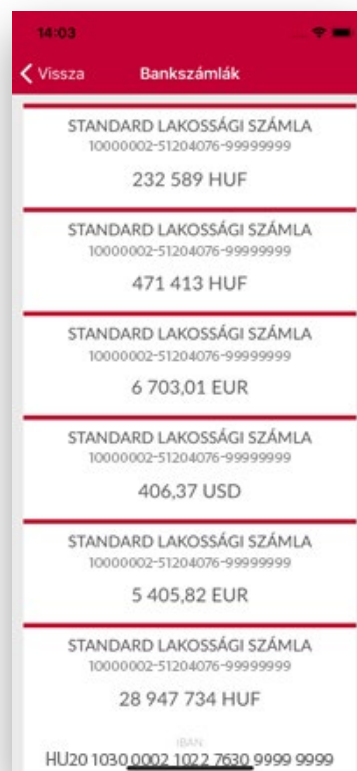 14:03
Vissza
Bankszámlák
STANDARD LAKOSSÁGI SZÁMLA
10000002-51204076-99999999
232 589 HUF
STANDARD LAKOSSÁGI SZÁMLA
10000002-51204076-99999999
471 413 HUF
STANDARD LAKOSSÁGI SZÁMLA
10000002-51204076-99999999
6 703,01 EUR
STANDARD LAKOSSÁGI SZÁMLA
10000002-51204076-99999999
406,37 USD
STANDARD LAKOSSÁGI SZÁMLA
10000002-51204076-99999999
5 405,82 EUR
STANDARD LAKOSSÁGI SZÁMLA
10000002-51204076-99999999
28 947 734 HUF
IBAN
HU20 1030 0002 1022 7630 9999 9999